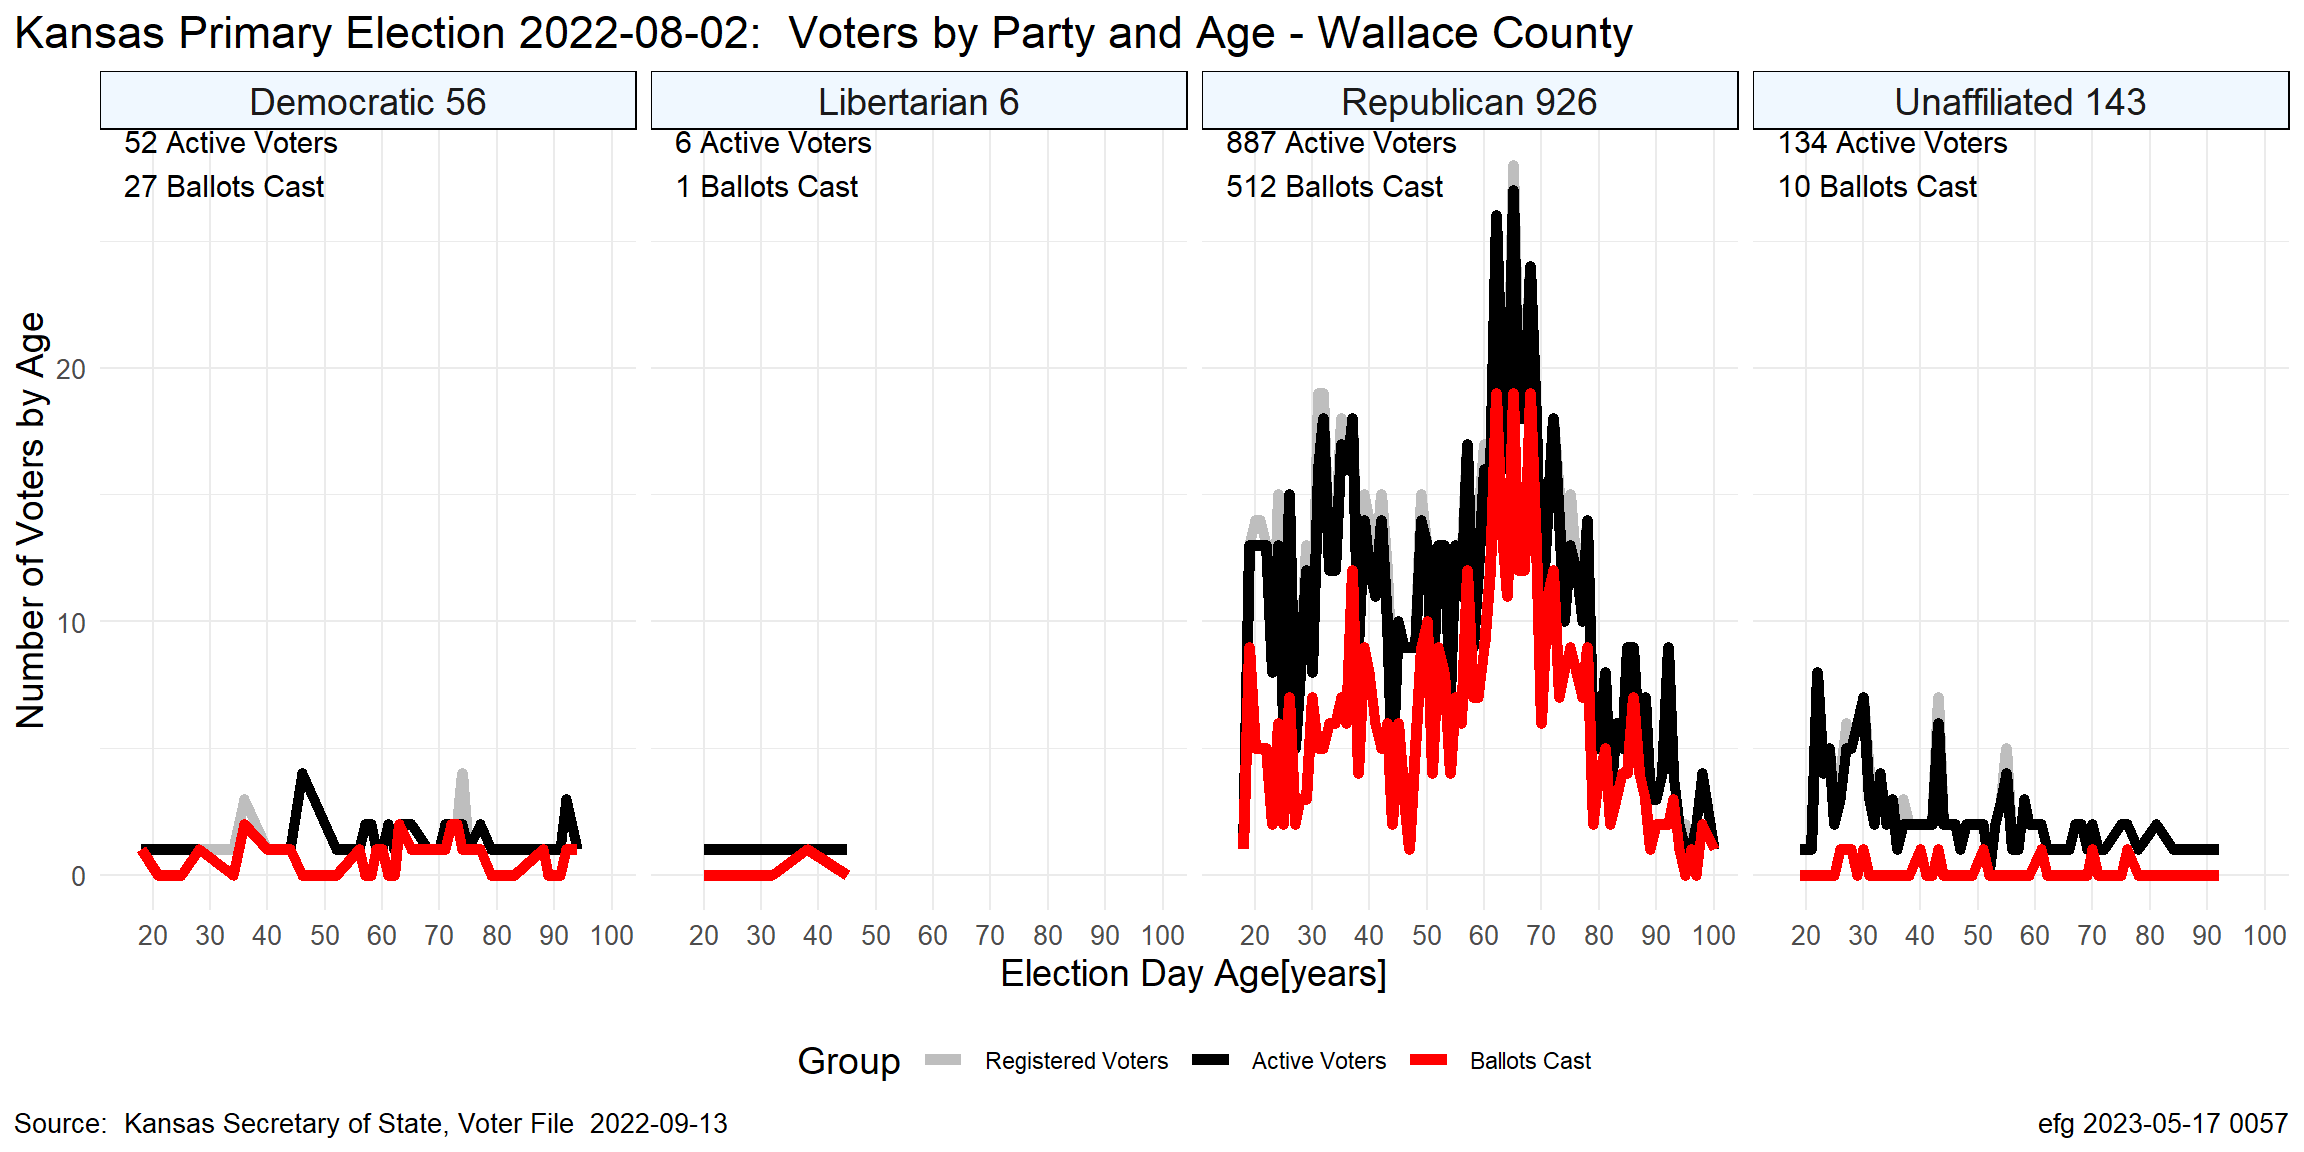 Kansas Primary Election 2022-08-02:  Voters by Party and Age - Wallace County
Democratic 56
Libertarian 6
Republican 926
Unaffiliated 143
52 Active Voters
27 Ballots Cast
6 Active Voters
1 Ballots Cast
887 Active Voters
512 Ballots Cast
134 Active Voters
10 Ballots Cast
Number of Voters by Age
20
10
0
20 30 40 50 60 70 80 90 100
20 30 40 50 60 70 80 90 100
20 30 40 50 60 70 80 90 100
20 30 40 50 60 70 80 90 100
Election Day Age[years]
Group Registered Voters Active Voters Ballots Cast
Source:  Kansas Secretary of State, Voter File  2022-09-13
efg 2023-05-17 0057